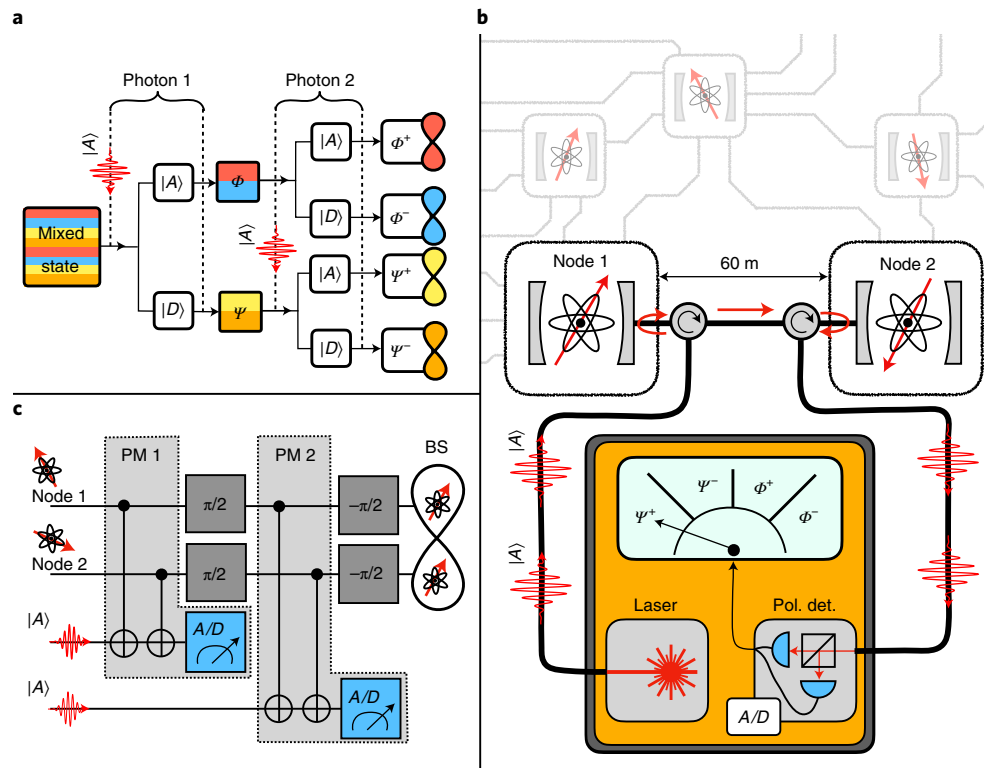 a
Photon 1
Photon 2
|A⟩
|A⟩
|A⟩
Φ
Φ⁺
Mixed
state
|D⟩
Φ⁻
|A⟩
|A⟩
Ψ⁺
|D⟩
Ψ
|D⟩
Ψ⁻
b
Node 1
60 m
Node 2
|A⟩
|A⟩
Ψ⁺
Ψ⁻
Φ⁺
Φ⁻
Laser
Pol. det.
A/D
c
PM 1
PM 2
BS
Node 1
π/2
−π/2
Node 2
π/2
−π/2
|A⟩
A/D
|A⟩
A/D